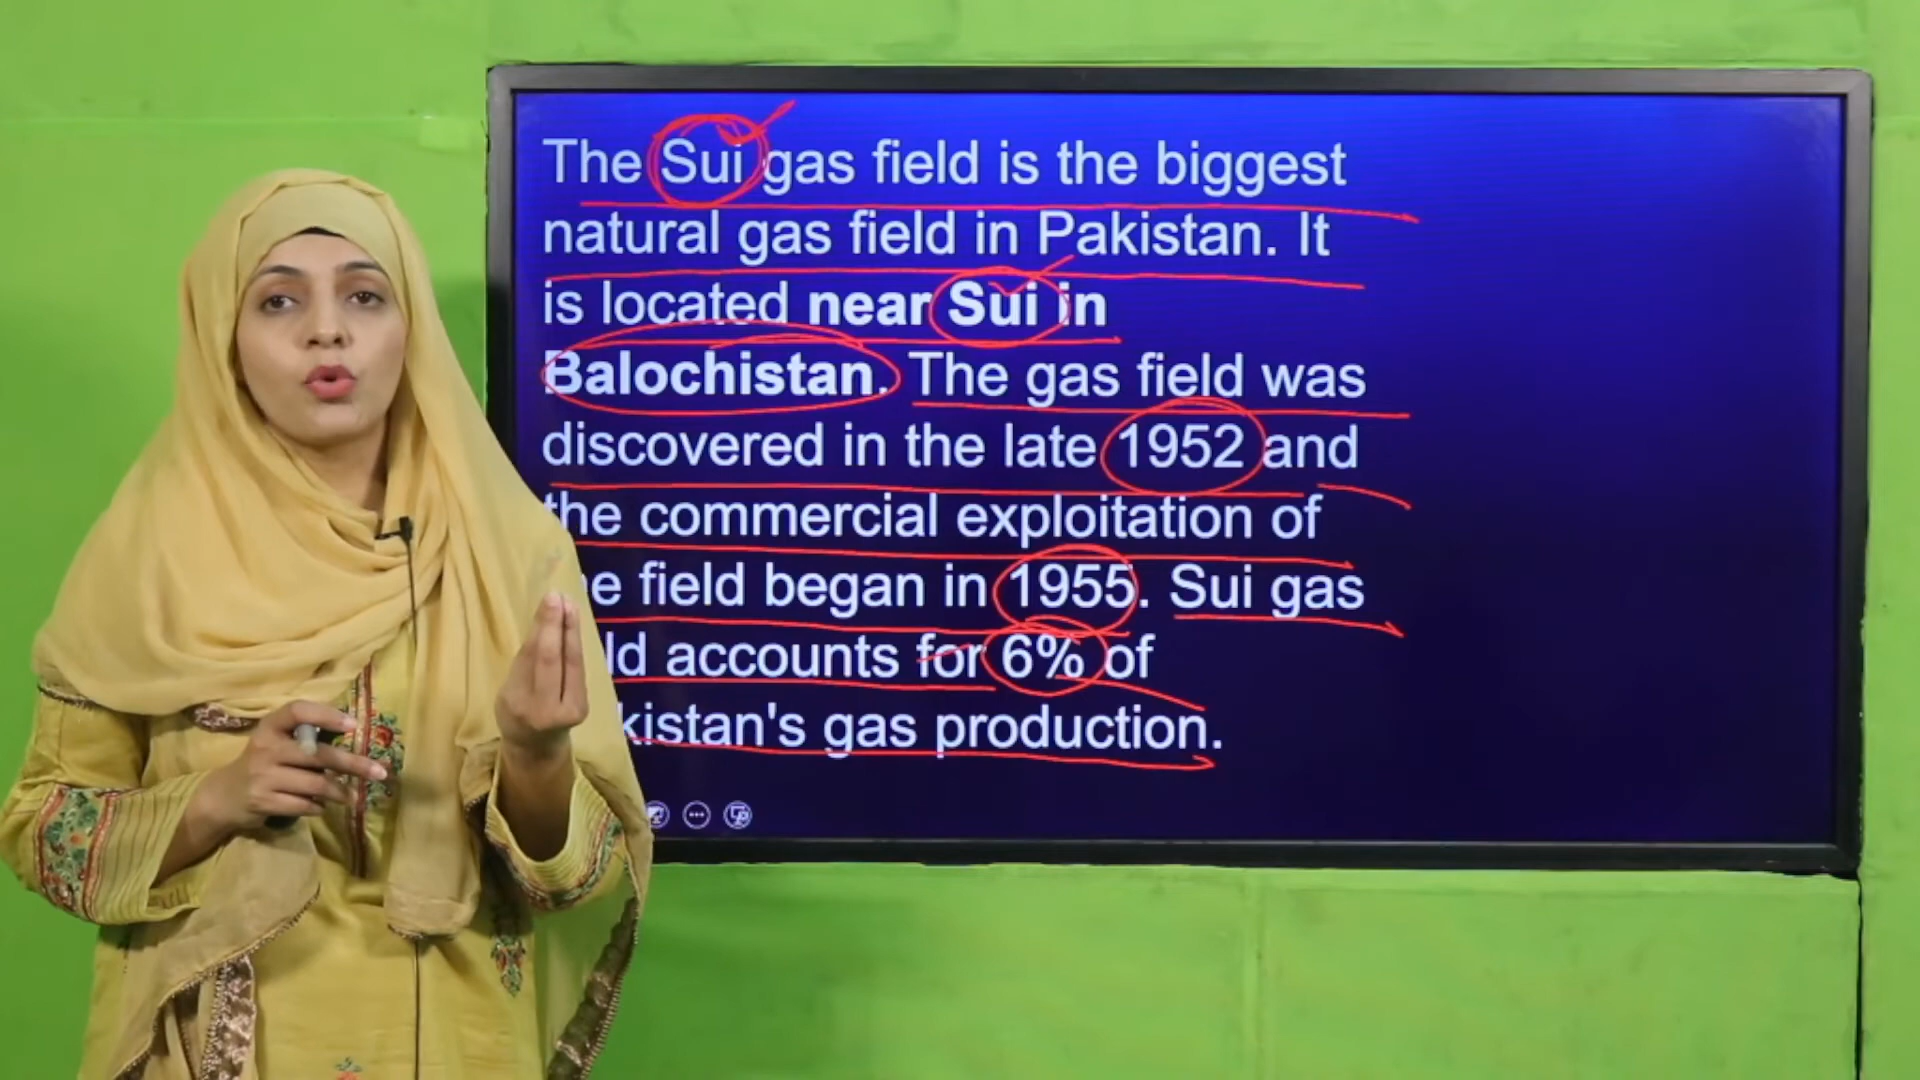 The Sui gas field is the biggest
natural gas field in Pakistan. It
is located near Sui in
Balochistan. The gas field was
discovered in the late 1952 and
the commercial exploitation of
field began in 1955. Sui gas
accounts for 6% of
gas production.